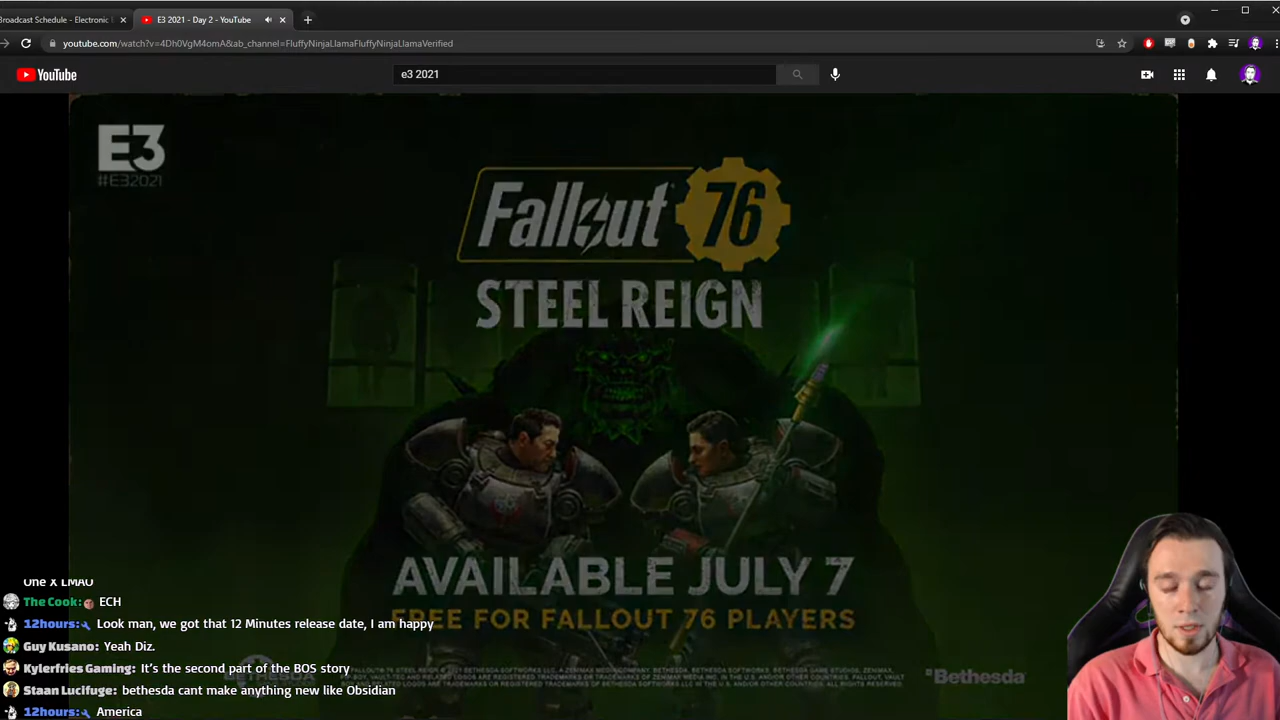 Broadcast Schedule - Electronic
E3 2021 - Day 2 - YouTube
youtube.com/watch?v=4Dh0VgM4omA&ab_channel=FluffyNinjaLlamaFluffyNinjaLlamaVerified
YouTube
e3 2021
E3
#E32021
Fallout 76
STEEL REIGN
AVAILABLE JULY 7
FREE FOR FALLOUT 76 PLAYERS
Bethesda
One X LMAO
The Cook: ECH
12hours: Look man, we got that 12 Minutes release date, I am happy
Guy Kusano: Yeah Diz.
Kylerfries Gaming: It's the second part of the BOS story
Staan Lucifuge: bethesda cant make anything new like Obsidian
12hours: America